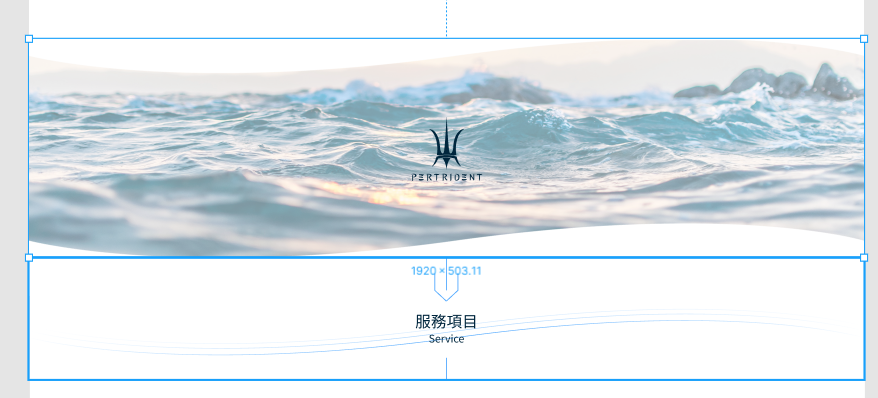 PERTRIDENT
1920 × 503.11
服務項目
Service